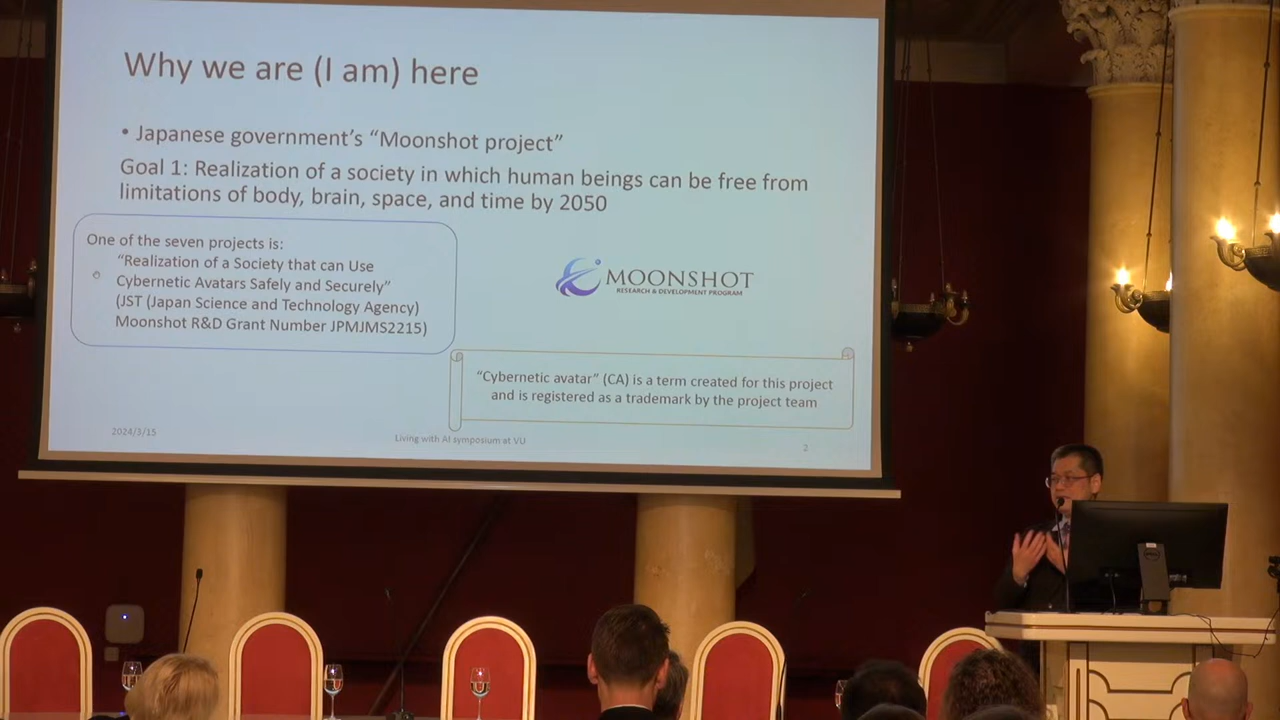 Why we are (I am) here
• Japanese government's “Moonshot project”
Goal 1: Realization of a society in which human beings can be free from
limitations of body, brain, space, and time by 2050
One of the seven projects is:
“Realization of a Society that can Use
Cybernetic Avatars Safely and Securely”
(JST (Japan Science and Technology Agency)
Moonshot R&D Grant Number JPMJMS2215)
MOONSHOT
RESEARCH & DEVELOPMENT PROGRAM
“Cybernetic avatar” (CA) is a term created for this project
and is registered as a trademark by the project team
2024/3/15
Living with AI symposium at VU
2